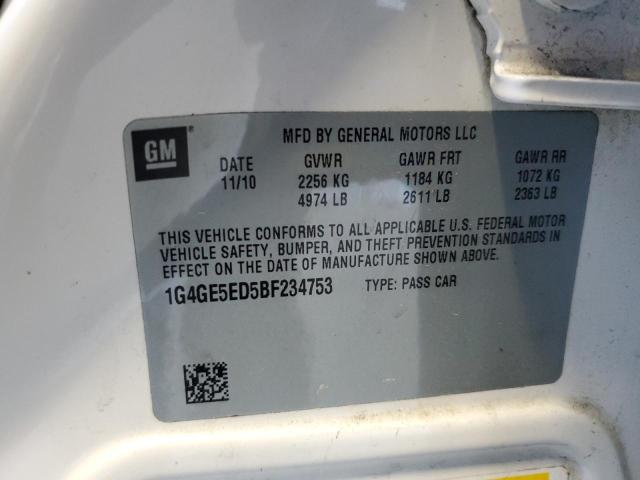 GM ®
MFD BY GENERAL MOTORS LLC
DATE GVWR GAWR FRT GAWR RR
11/10 2256 KG 1184 KG 1072 KG
4974 LB 2611 LB 2363 LB
THIS VEHICLE CONFORMS TO ALL APPLICABLE U.S. FEDERAL MOTOR
VEHICLE SAFETY, BUMPER, AND THEFT PREVENTION STANDARDS IN
EFFECT ON THE DATE OF MANUFACTURE SHOWN ABOVE.
1G4GE5ED5BF234753 TYPE: PASS CAR